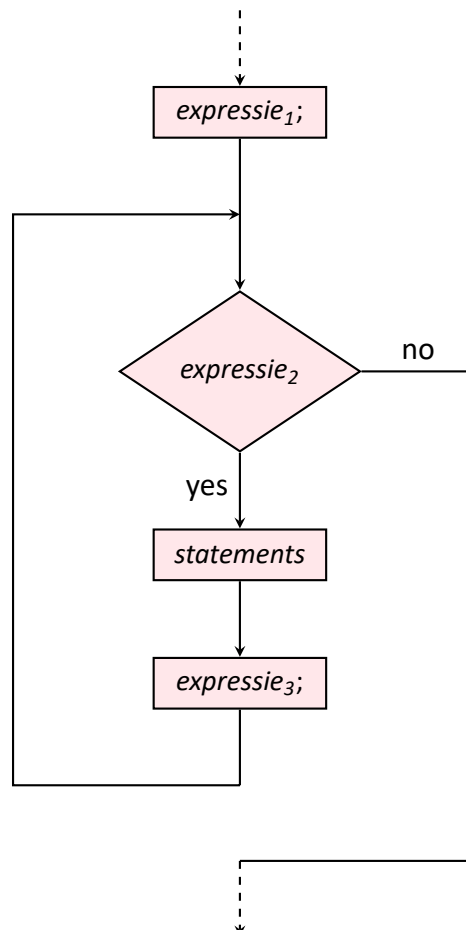 expressie₁;
expressie₂
no
yes
statements
expressie₃;